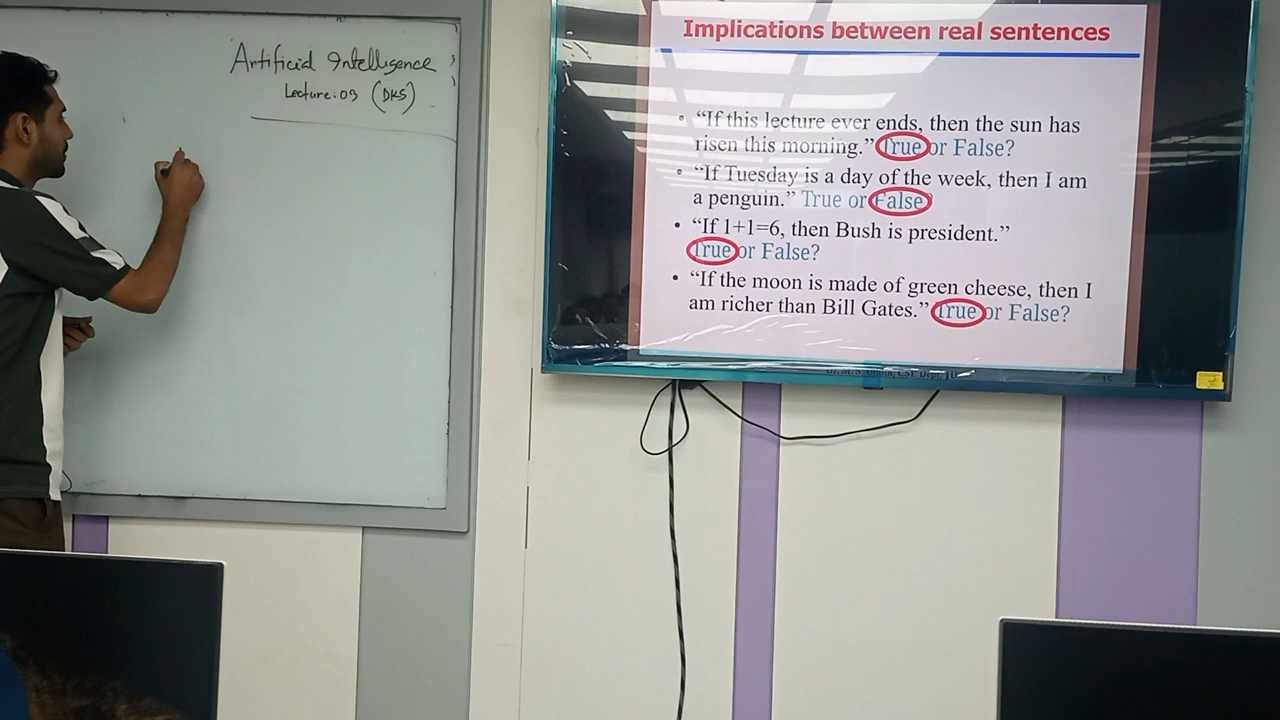 Artificial Intelligence
Lecture:03 (DKS)
Implications between real sentences
• “If this lecture ever ends, then the sun has
risen this morning.” True or False?
• “If Tuesday is a day of the week, then I am
a penguin.” True or False?
• “If 1+1=6, then Bush is president.”
True or False?
• “If the moon is made of green cheese, then I
am richer than Bill Gates.” True or False?
15